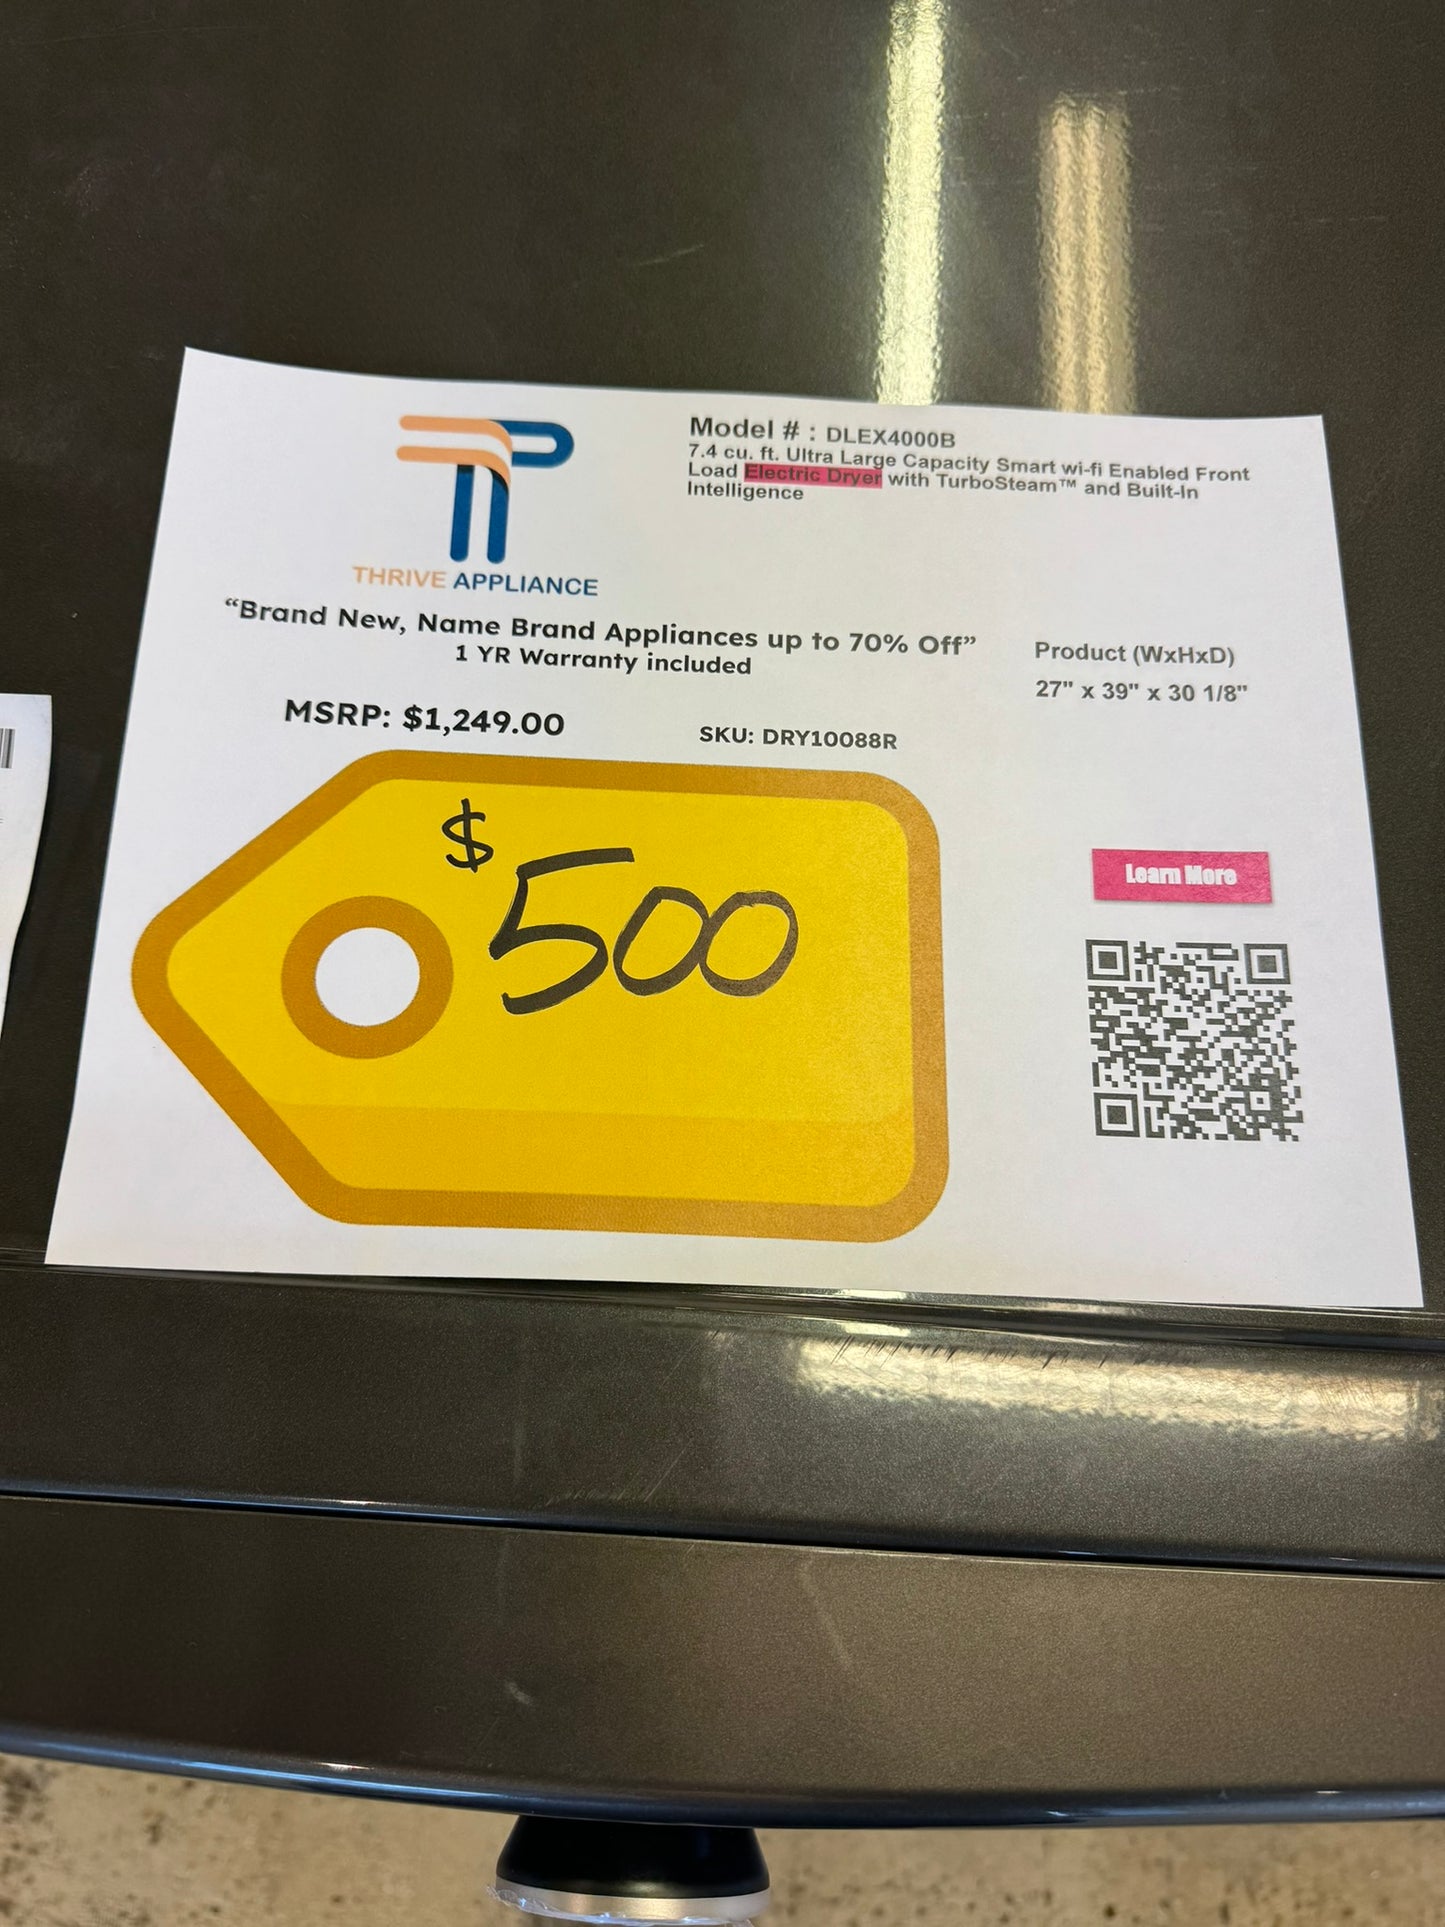 Model # : DLEX4000B
7.4 cu. ft. Ultra Large Capacity Smart wi-fi Enabled Front
Load Electric Dryer with TurboSteam™ and Built-In
Intelligence
THRIVE APPLIANCE
“Brand New, Name Brand Appliances up to 70% Off”
1 YR Warranty included
Product (WxHxD)
27" x 39" x 30 1/8"
MSRP: $1,249.00
SKU: DRY10088R
$500
Learn More